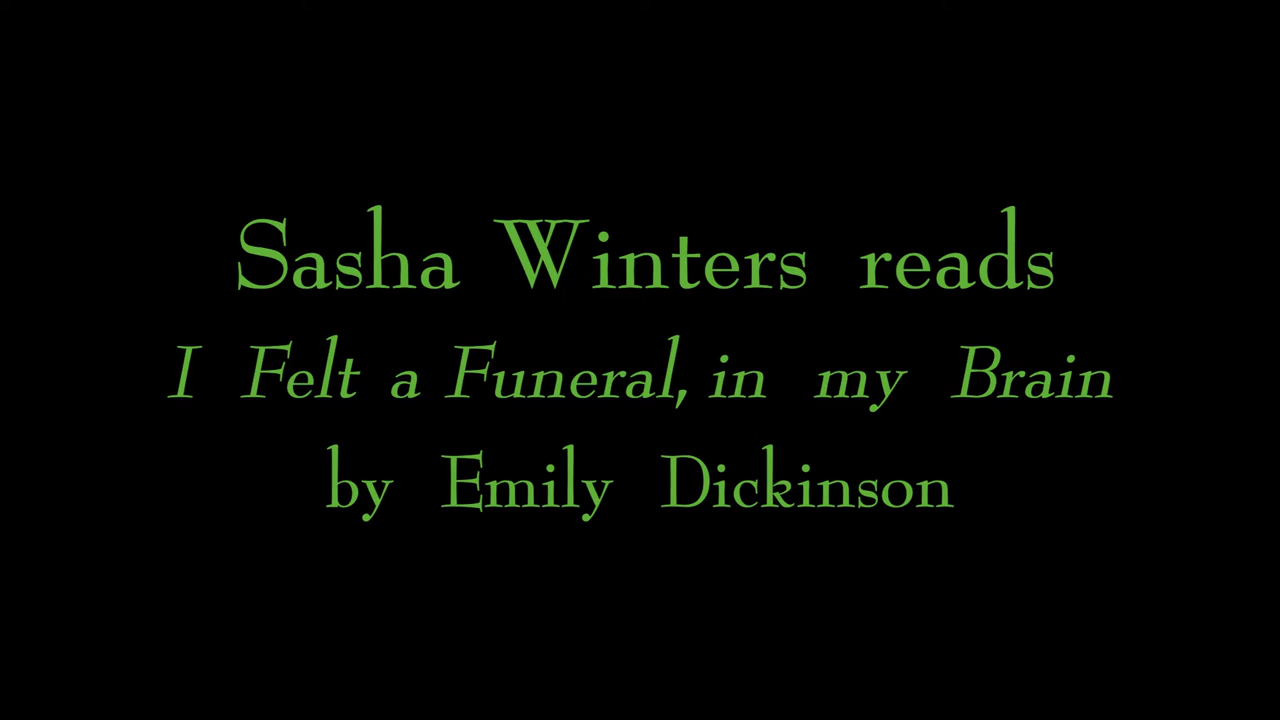 Sasha Winters reads
I Felt a Funeral, in my Brain
by Emily Dickinson